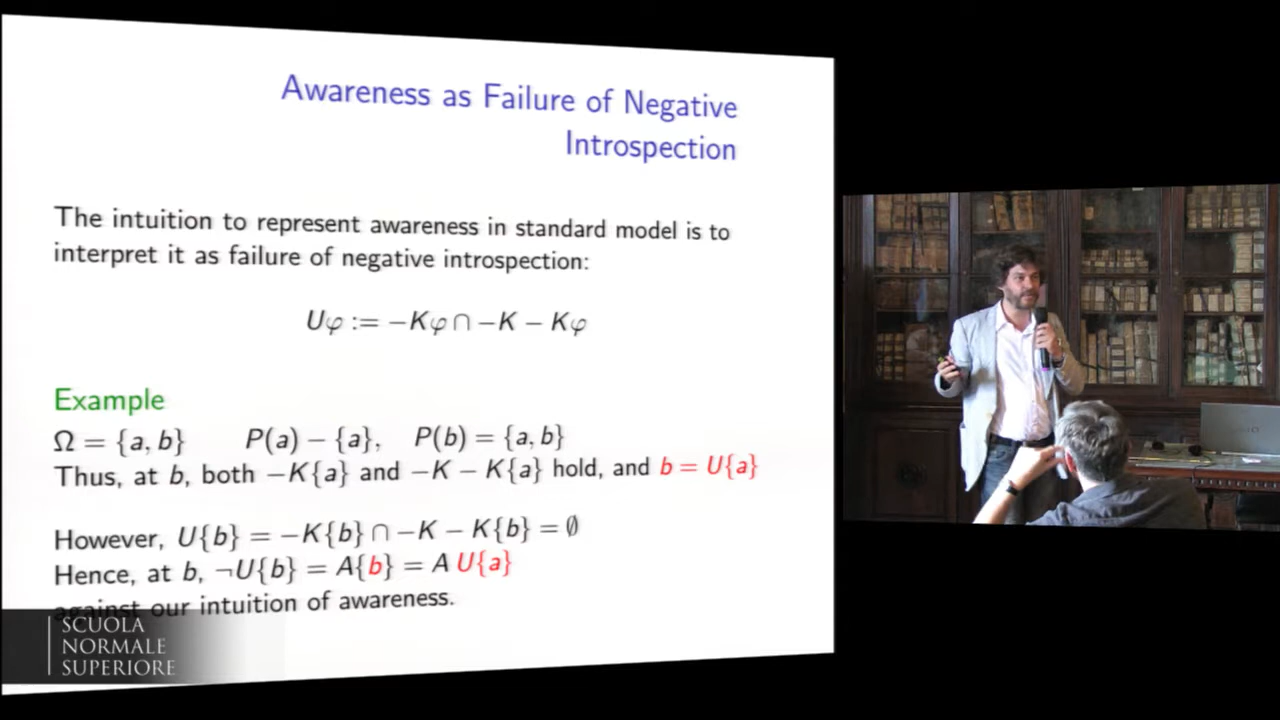 Awareness as Failure of Negative
Introspection
The intuition to represent awareness in standard model is to
interpret it as failure of negative introspection:
Uφ := −Kφ ∩ −K − Kφ
Example
Ω = {a, b} P(a) − {a}, P(b) = {a, b}
Thus, at b, both −K{a} and −K − K{a} hold, and b = U{a}
However, U{b} = −K{b} ∩ −K − K{b} = ∅
Hence, at b, ¬U{b} = A{b} = A U{a}
against our intuition of awareness.
SCUOLA
NORMALE
SUPERIORE